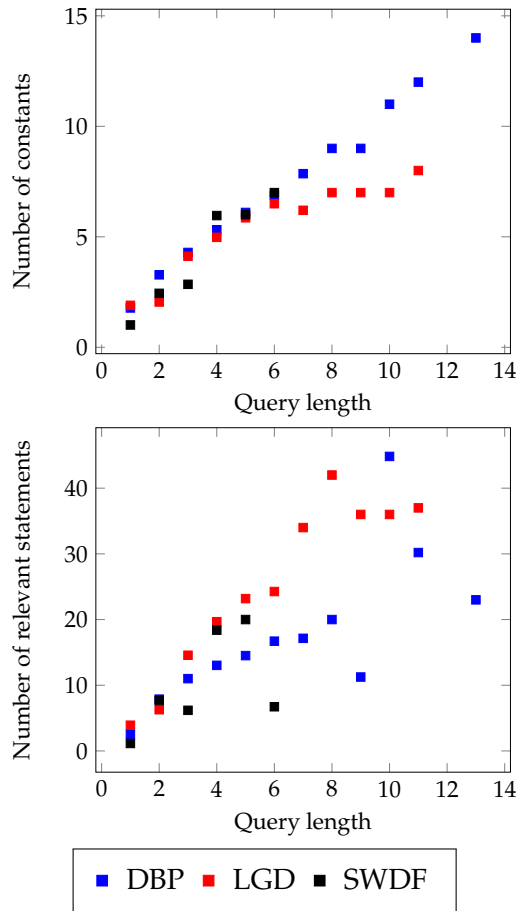 15
10
5
0
Number of constants
0 2 4 6 8 10 12 14
Query length
40
30
20
10
0
Number of relevant statements
0 2 4 6 8 10 12 14
Query length
DBP LGD SWDF